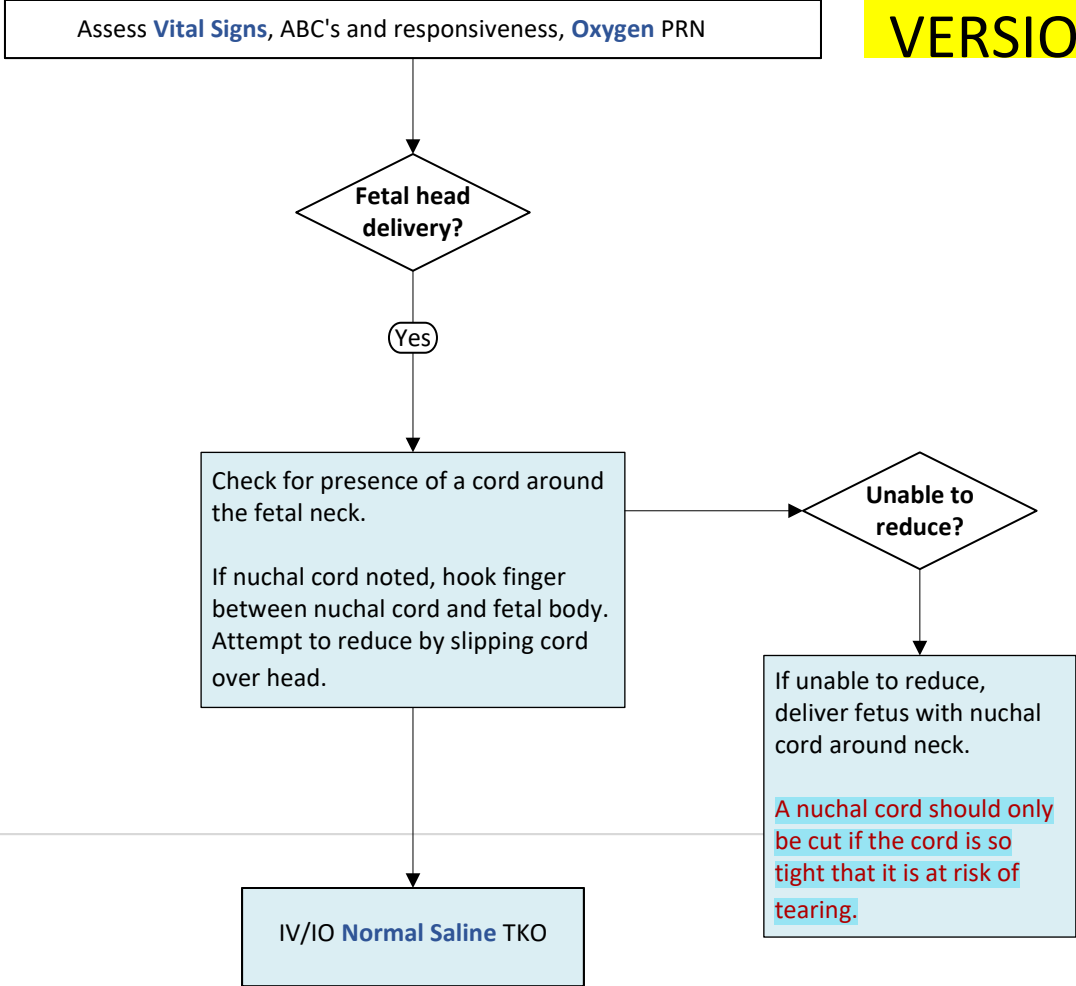 Assess Vital Signs, ABC's and responsiveness, Oxygen PRN
VERSIO
Fetal head
delivery?
Yes
Check for presence of a cord around
the fetal neck.
If nuchal cord noted, hook finger
between nuchal cord and fetal body.
Attempt to reduce by slipping cord
over head.
Unable to
reduce?
If unable to reduce,
deliver fetus with nuchal
cord around neck.
A nuchal cord should only
be cut if the cord is so
tight that it is at risk of
tearing.
IV/IO Normal Saline TKO